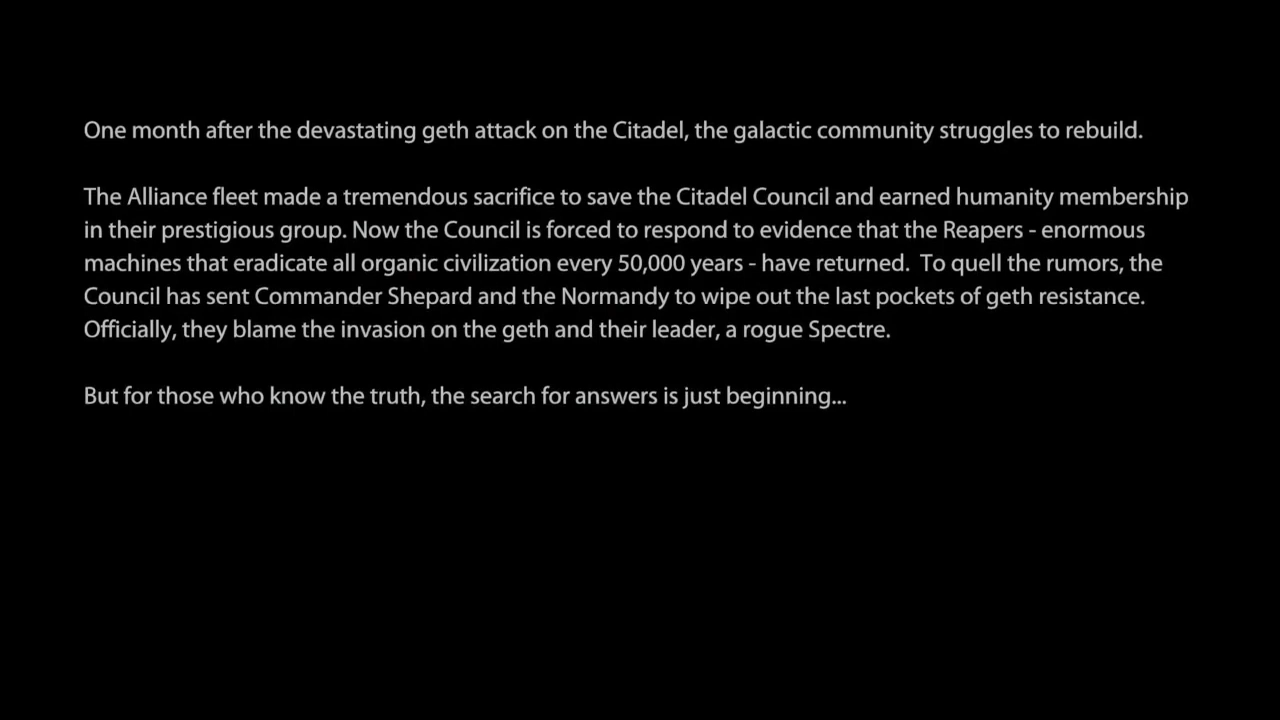 One month after the devastating geth attack on the Citadel, the galactic community struggles to rebuild.
The Alliance fleet made a tremendous sacrifice to save the Citadel Council and earned humanity membership
in their prestigious group. Now the Council is forced to respond to evidence that the Reapers - enormous
machines that eradicate all organic civilization every 50,000 years - have returned.  To quell the rumors, the
Council has sent Commander Shepard and the Normandy to wipe out the last pockets of geth resistance.
Officially, they blame the invasion on the geth and their leader, a rogue Spectre.
But for those who know the truth, the search for answers is just beginning...